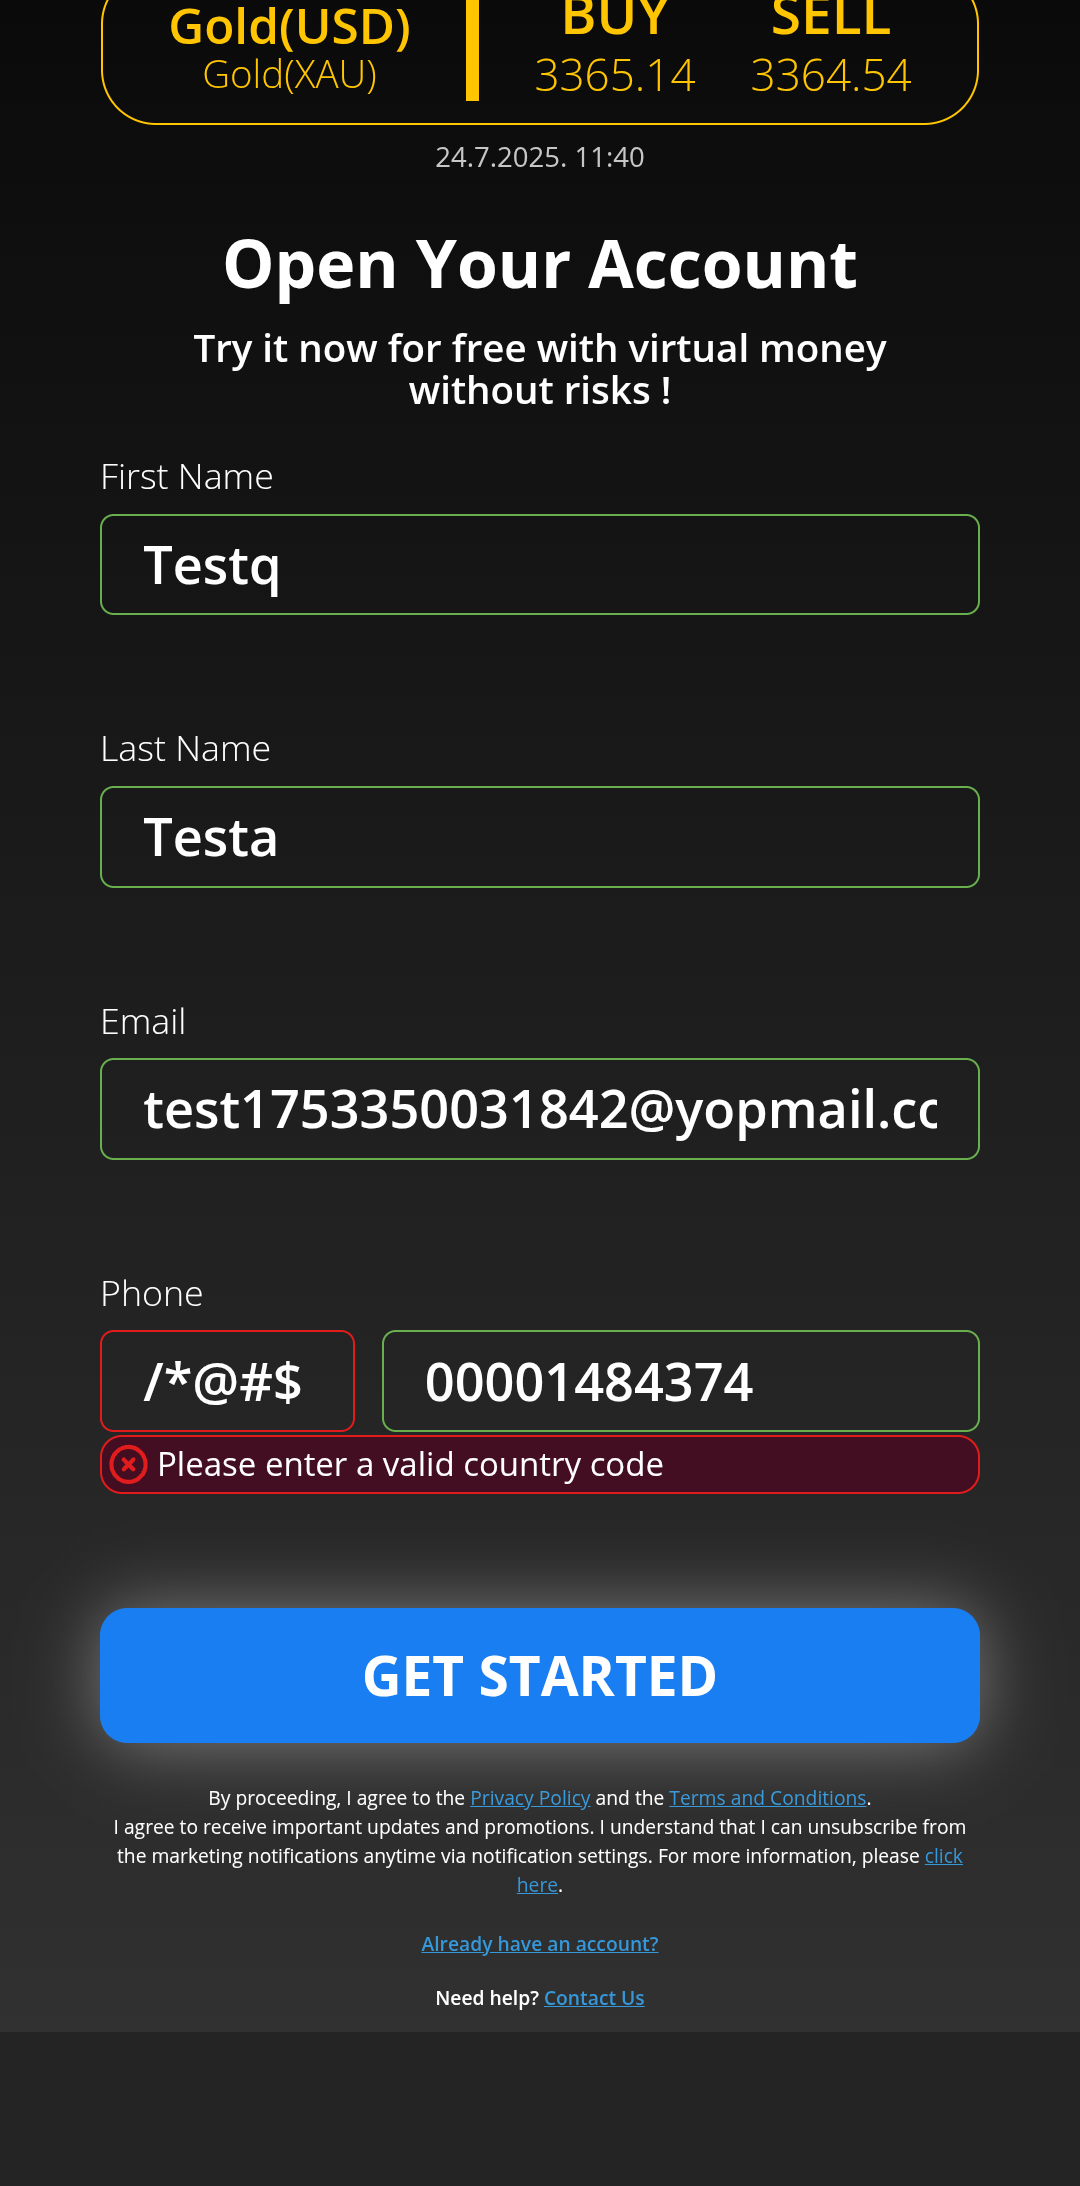 Gold(USD)
Gold(XAU)
BUY SELL
3365.14 3364.54
24.7.2025. 11:40
Open Your Account
Try it now for free with virtual money
without risks !
First Name
Testq
Last Name
Testa
Email
test1753350031842@yopmail.cc
Phone
/*@#$ 00001484374
Please enter a valid country code
GET STARTED
By proceeding, I agree to the Privacy Policy and the Terms and Conditions.
I agree to receive important updates and promotions. I understand that I can unsubscribe from
the marketing notifications anytime via notification settings. For more information, please click
here.
Already have an account?
Need help? Contact Us